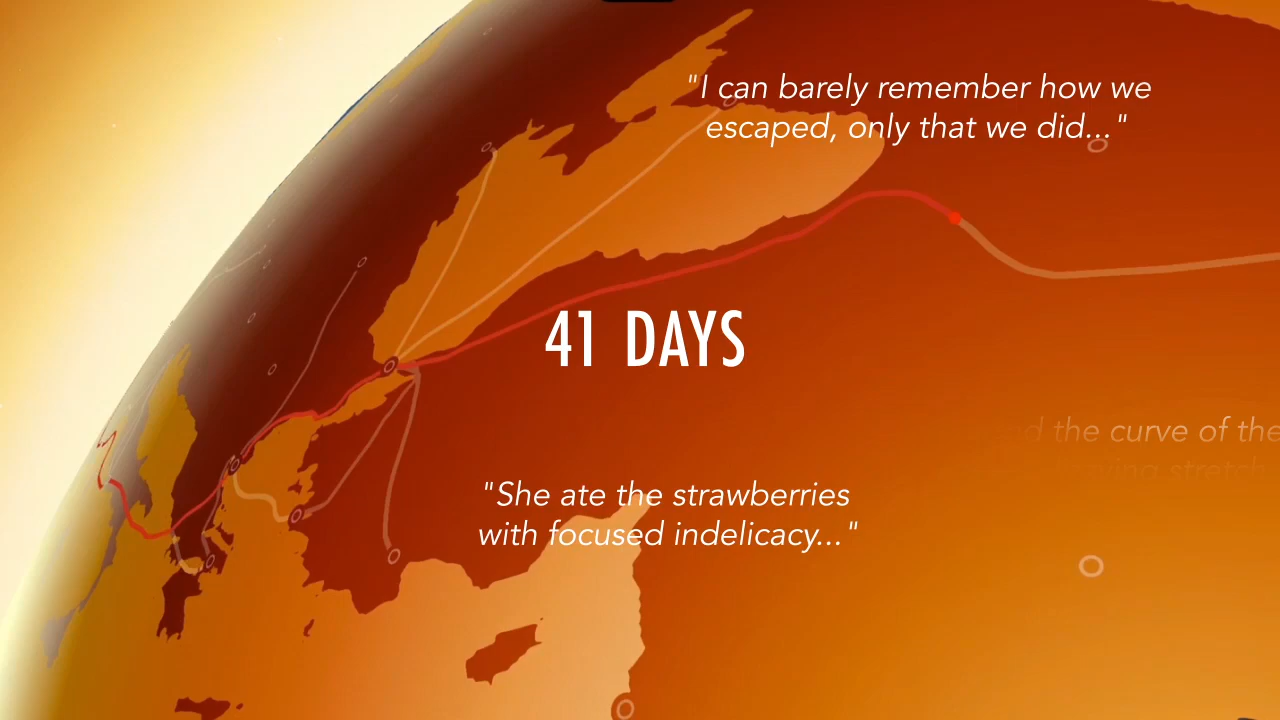 "I can barely remember how we
escaped, only that we did..."
41 DAYS
the curve of the
stretch
"She ate the strawberries
with focused indelicacy..."